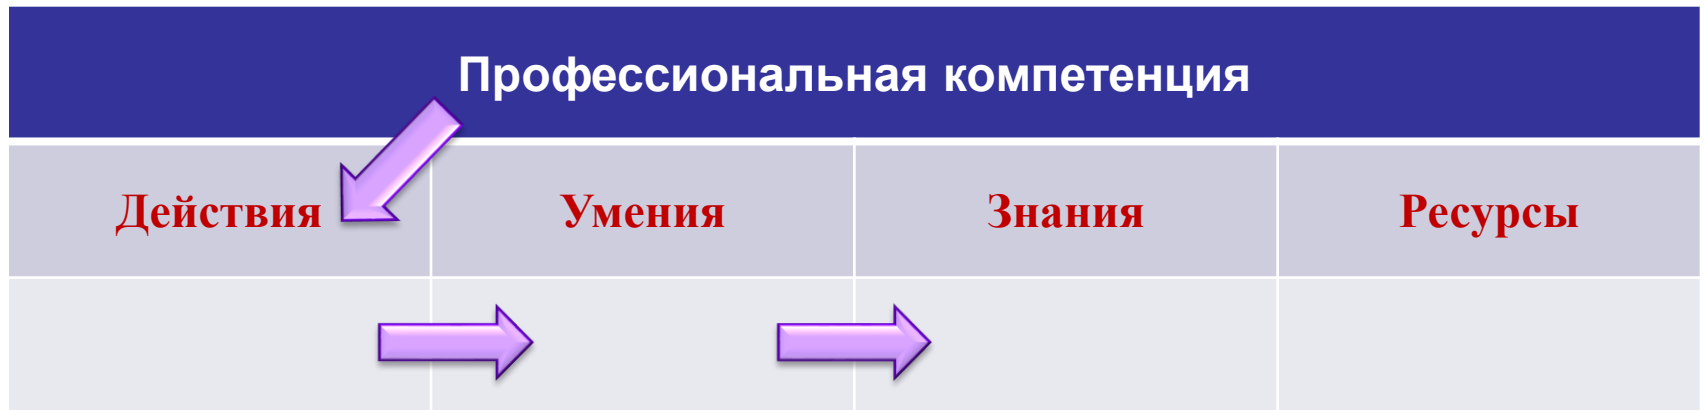 Профессиональная компетенция
Действия Умения Знания Ресурсы